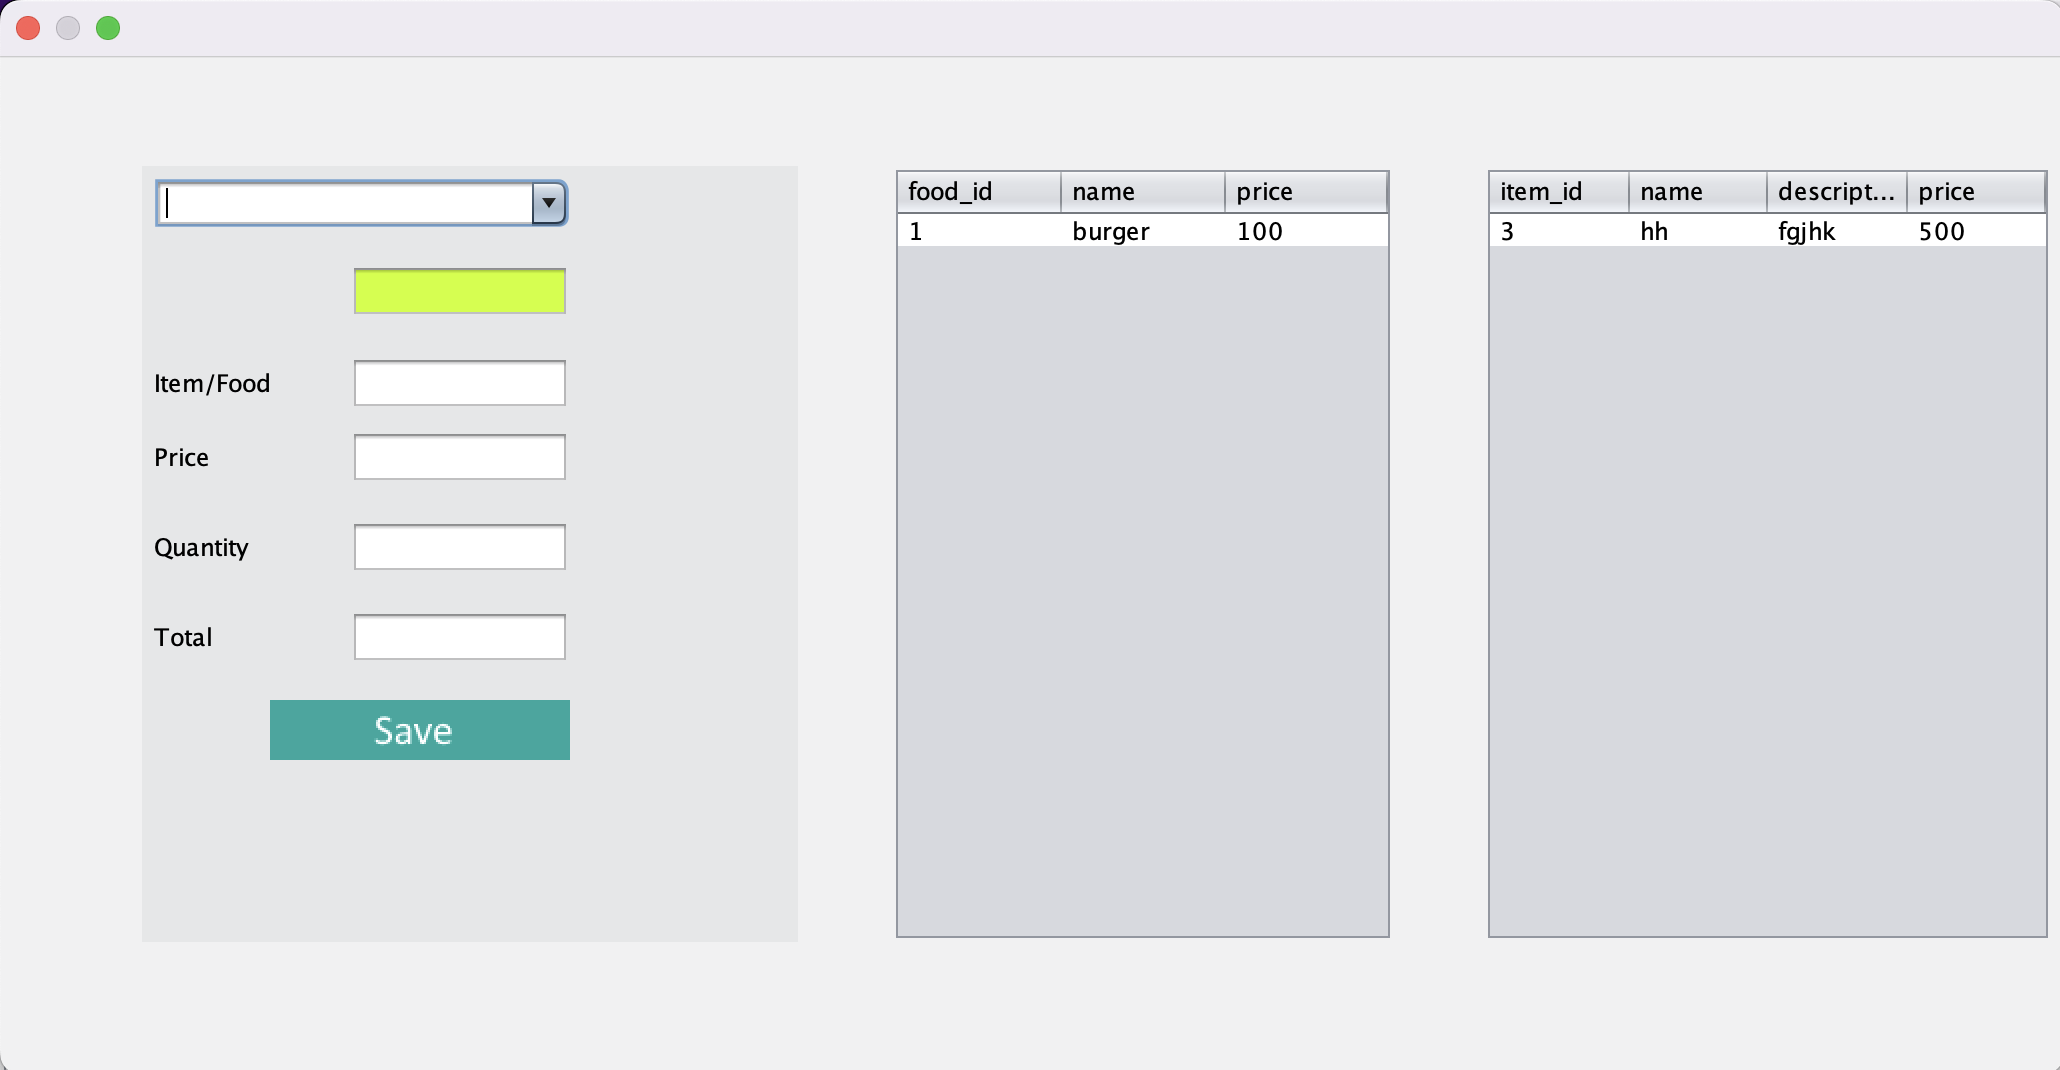 Item/Food
Price
Quantity
Total
Save
food_id name price
1 burger 100
item_id name descript... price
3 hh fgjhk 500